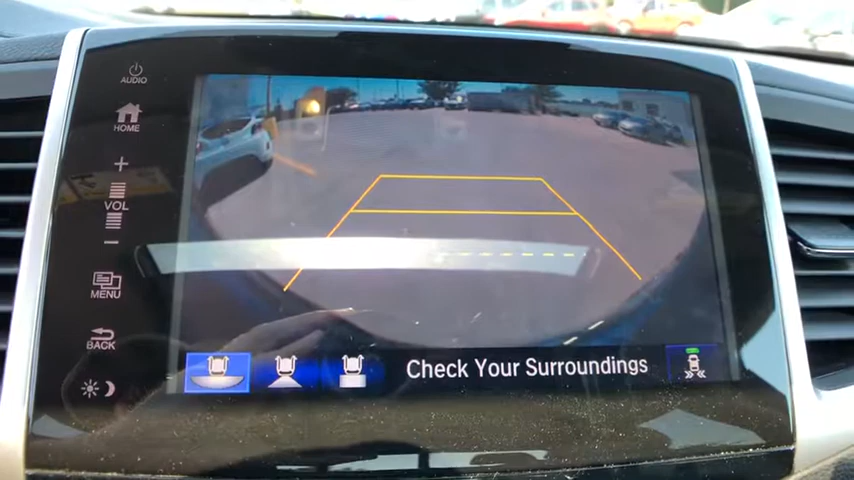 AUDIO
HOME
+
VOL
−
MENU
BACK
Check Your Surroundings